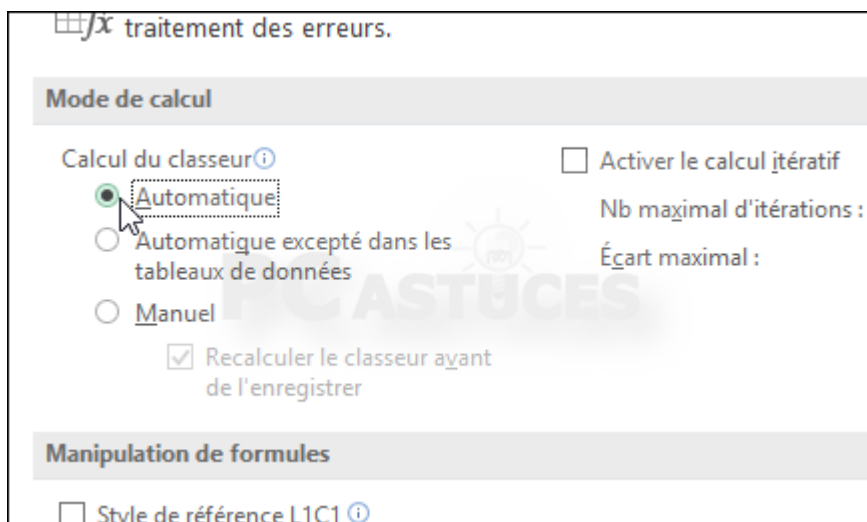 fx traitement des erreurs.
Mode de calcul
Calcul du classeur
Automatique
Automatique excepté dans les
tableaux de données
Manuel
Recalculer le classeur avant
de l'enregistrer
Activer le calcul itératif
Nb maximal d'itérations :
Écart maximal :
PC ASTUCES
Manipulation de formules
Style de référence L1C1